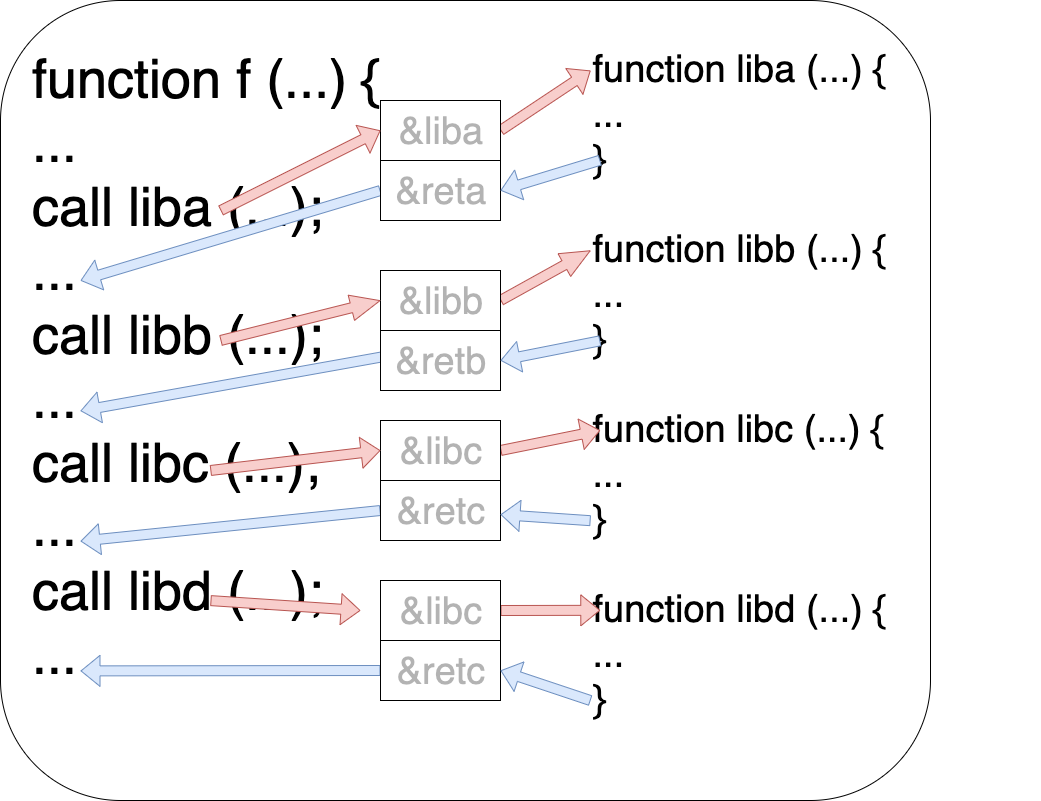 function f (...) {
...
call liba (...);
...
call libb (...);
...
call libc (...);
...
call libd (...);
...
&liba
&reta
&libb
&retb
&libc
&retc
&libc
&retc
function liba (...) {
...
}
function libb (...) {
...
}
function libc (...) {
...
}
function libd (...) {
...
}